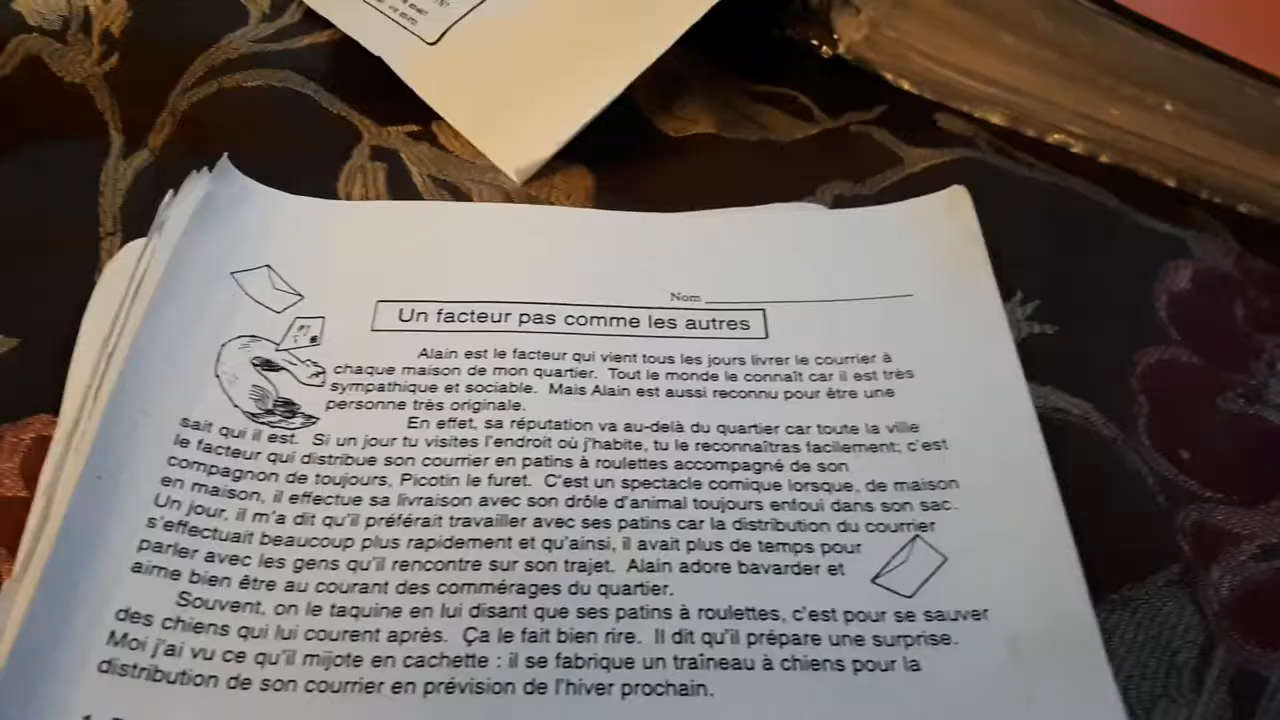 Nom
Un facteur pas comme les autres
Alain est le facteur qui vient tous les jours livrer le courrier à
chaque maison de mon quartier. Tout le monde le connaît car il est très
sympathique et sociable. Mais Alain est aussi reconnu pour être une
personne très originale.
En effet, sa réputation va au-delà du quartier car toute la ville
sait qui il est. Si un jour tu visites l'endroit où j'habite, tu le reconnaîtras facilement; c'est
le facteur qui distribue son courrier en patins à roulettes accompagné de son
compagnon de toujours, Picotin le furet. C'est un spectacle comique lorsque, de maison
en maison, il effectue sa livraison avec son drôle d'animal toujours enfoui dans son sac.
Un jour, il m'a dit qu'il préférait travailler avec ses patins car la distribution du courrier
s'effectuait beaucoup plus rapidement et qu'ainsi, il avait plus de temps pour
parler avec les gens qu'il rencontre sur son trajet. Alain adore bavarder et
aime bien être au courant des commérages du quartier.
Souvent, on le taquine en lui disant que ses patins à roulettes, c'est pour se sauver
des chiens qui lui courent après. Ça le fait bien rire. Il dit qu'il prépare une surprise.
Moi j'ai vu ce qu'il mijote en cachette : il se fabrique un traîneau à chiens pour la
distribution de son courrier en prévision de l'hiver prochain.